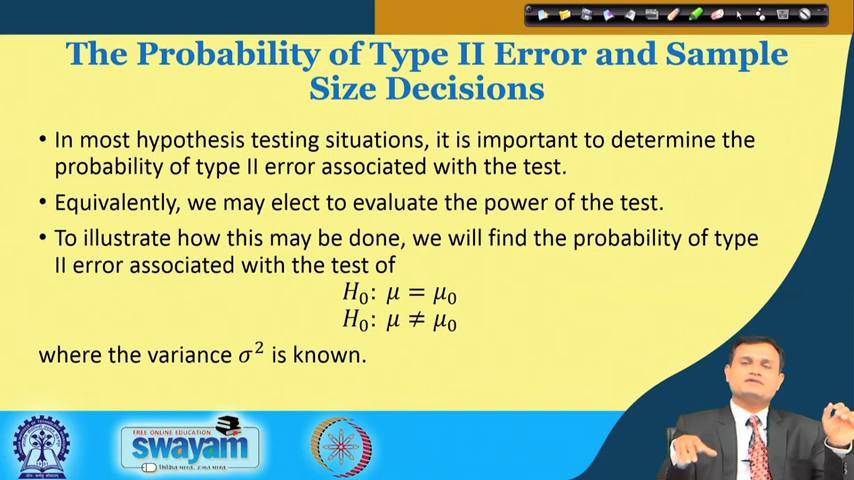 The Probability of Type II Error and Sample
Size Decisions
• In most hypothesis testing situations, it is important to determine the
probability of type II error associated with the test.
• Equivalently, we may elect to evaluate the power of the test.
• To illustrate how this may be done, we will find the probability of type
II error associated with the test of
H₀: μ = μ₀
H₀: μ ≠ μ₀
where the variance σ² is known.
FREE ONLINE EDUCATION
swayam